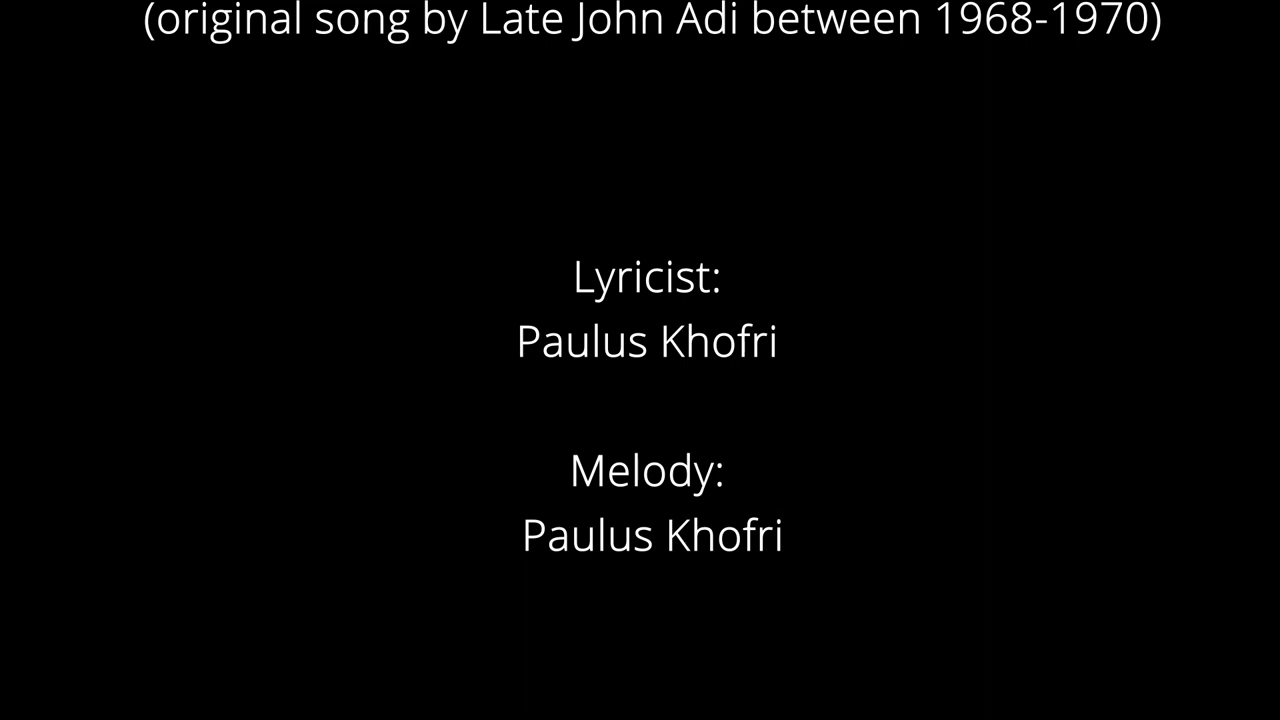 (original song by Late John Adi between 1968-1970)
Lyricist:
Paulus Khofri
Melody:
Paulus Khofri